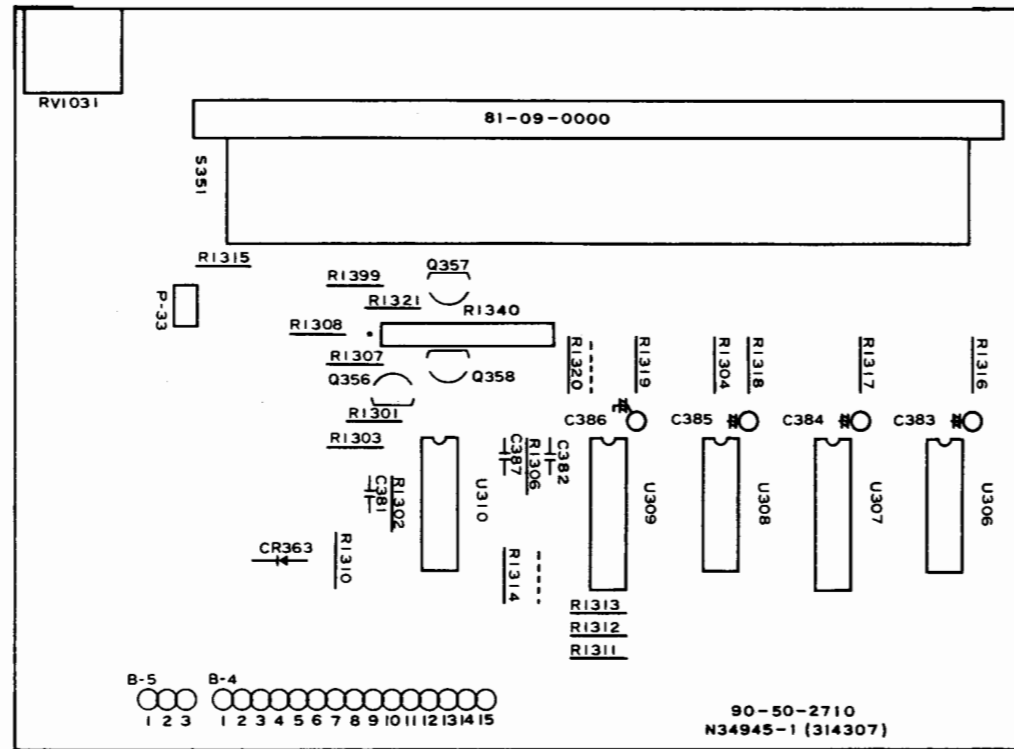 RV1031
81-09-0000
S351
R1315
P-33
R1399
Q357
R1321
R1340
R1308
R1307
Q356
Q358
R1301
R1303
R1320
R1319
R1304
R1318
R1317
R1316
C386
C385
C384
C383
C381
R1302
U310
C387
R1306
C382
U309
U308
U307
U306
CR363
R1310
R1314
R1313
R1312
R1311
B-5
B-4
1 2 3
1 2 3 4 5 6 7 8 9 10 11 12 13 14 15
90-50-2710
N34945-1 (314307)